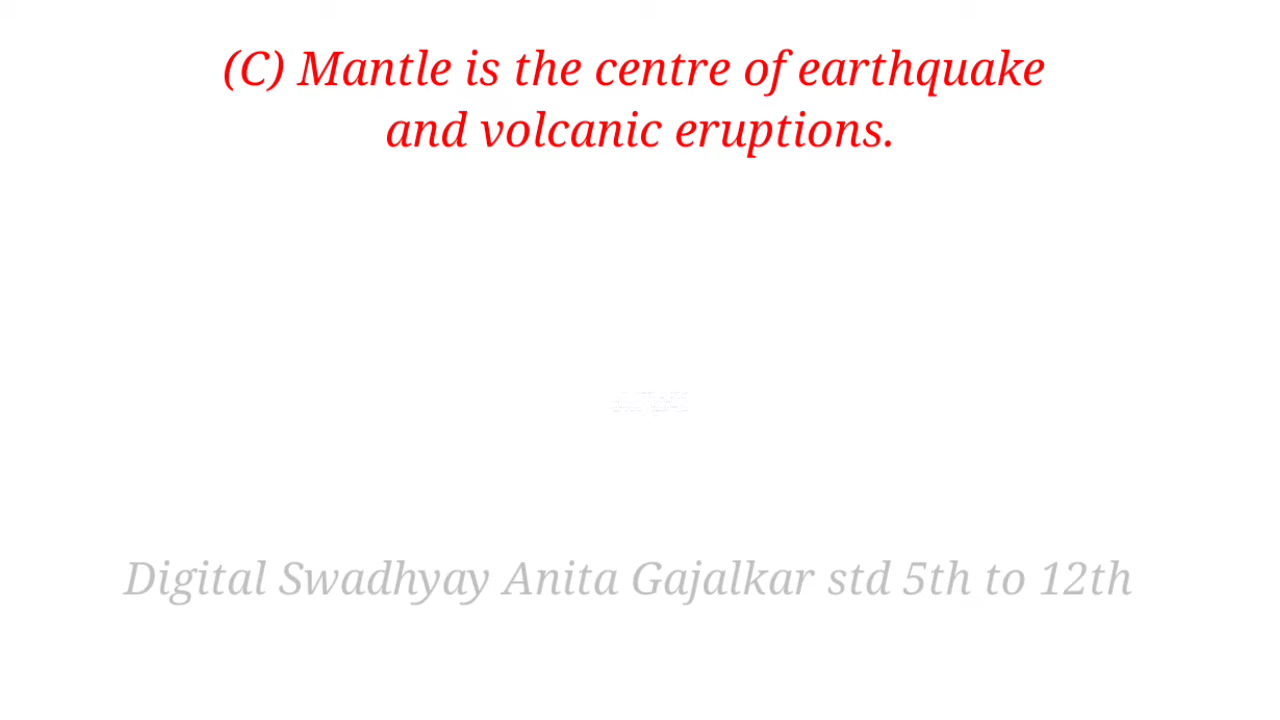 (C) Mantle is the centre of earthquake
and volcanic eruptions.
Digital Swadhyay Anita Gajalkar std 5th to 12th